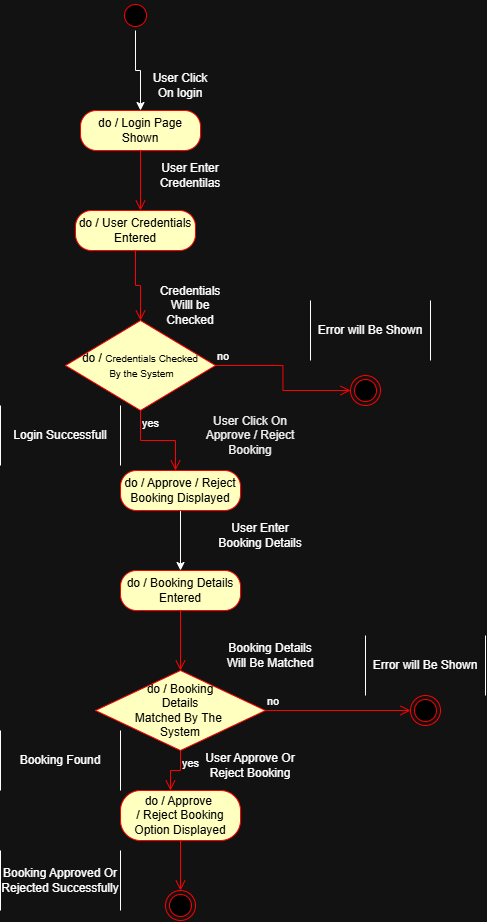 User Click
On login
do / Login Page
Shown
User Enter
Credentilas
do / User Credentials
Entered
Credentials
Willl be
Checked
Error will Be Shown
do / Credentials Checked
By the System
no
yes
User Click On
Approve / Reject
Booking
Login Successfull
do / Approve / Reject
Booking Displayed
User Enter
Booking Details
do / Booking Details
Entered
Booking Details
Will Be Matched
Error will Be Shown
do / Booking
Details
Matched By The
System
no
yes
User Approve Or
Reject Booking
Booking Found
do / Approve
/ Reject Booking
Option Displayed
Booking Approved Or
Rejected Successfully